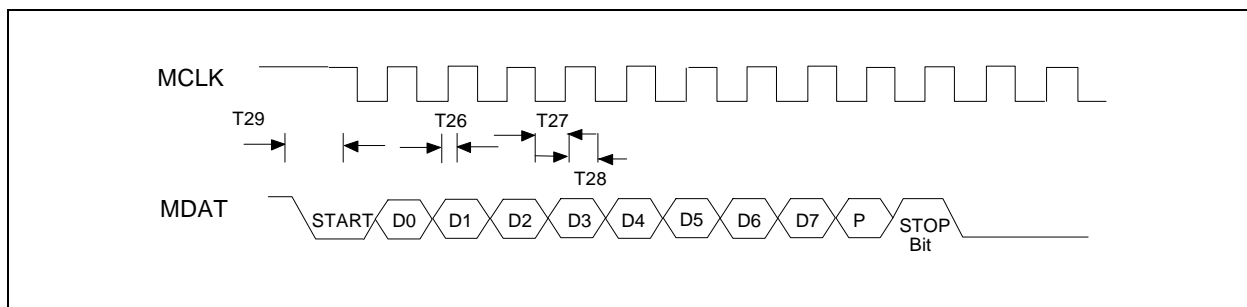 MCLK
T29
T26
T27
T28
MDAT
START D0 D1 D2 D3 D4 D5 D6 D7 P STOP
Bit